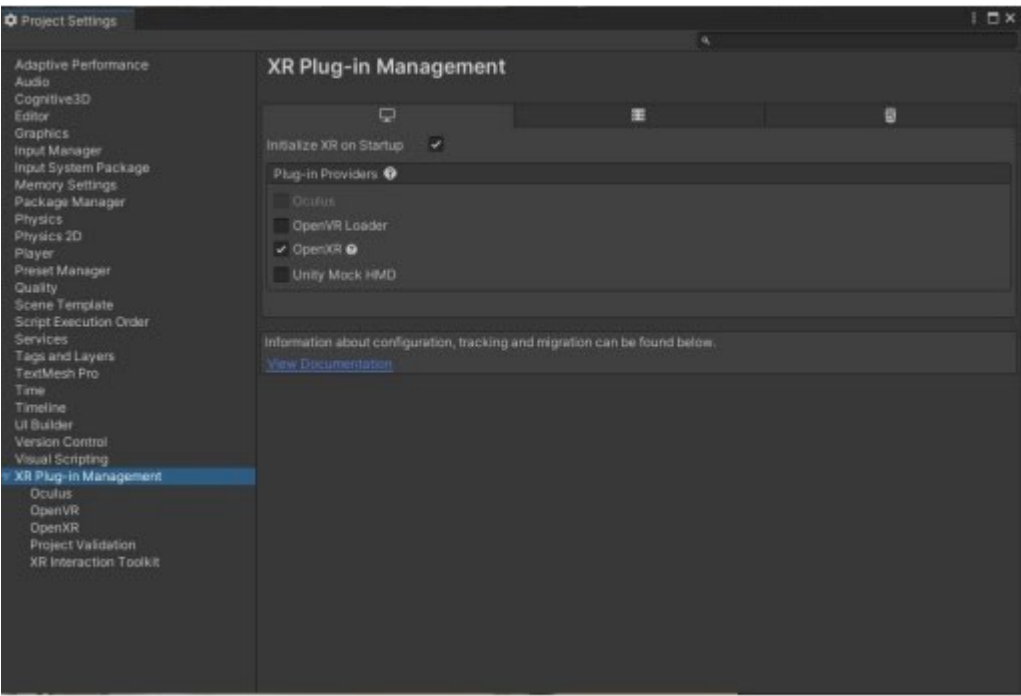 Project Settings
Adaptive Performance
Audio
Cognitive3D
Editor
Graphics
Input Manager
Input System Package
Memory Settings
Package Manager
Physics
Physics 2D
Player
Preset Manager
Quality
Scene Template
Script Execution Order
Services
Tags and Layers
TextMesh Pro
Time
Timeline
UI Builder
Version Control
Visual Scripting
XR Plug-in Management
Oculus
OpenVR
OpenXR
Project Validation
XR Interaction Toolkit
XR Plug-in Management
Initialize XR on Startup
Plug-in Providers
Oculus
OpenVR Loader
OpenXR
Unity Mock HMD
Information about configuration, tracking and migration can be found below.
View Documentation